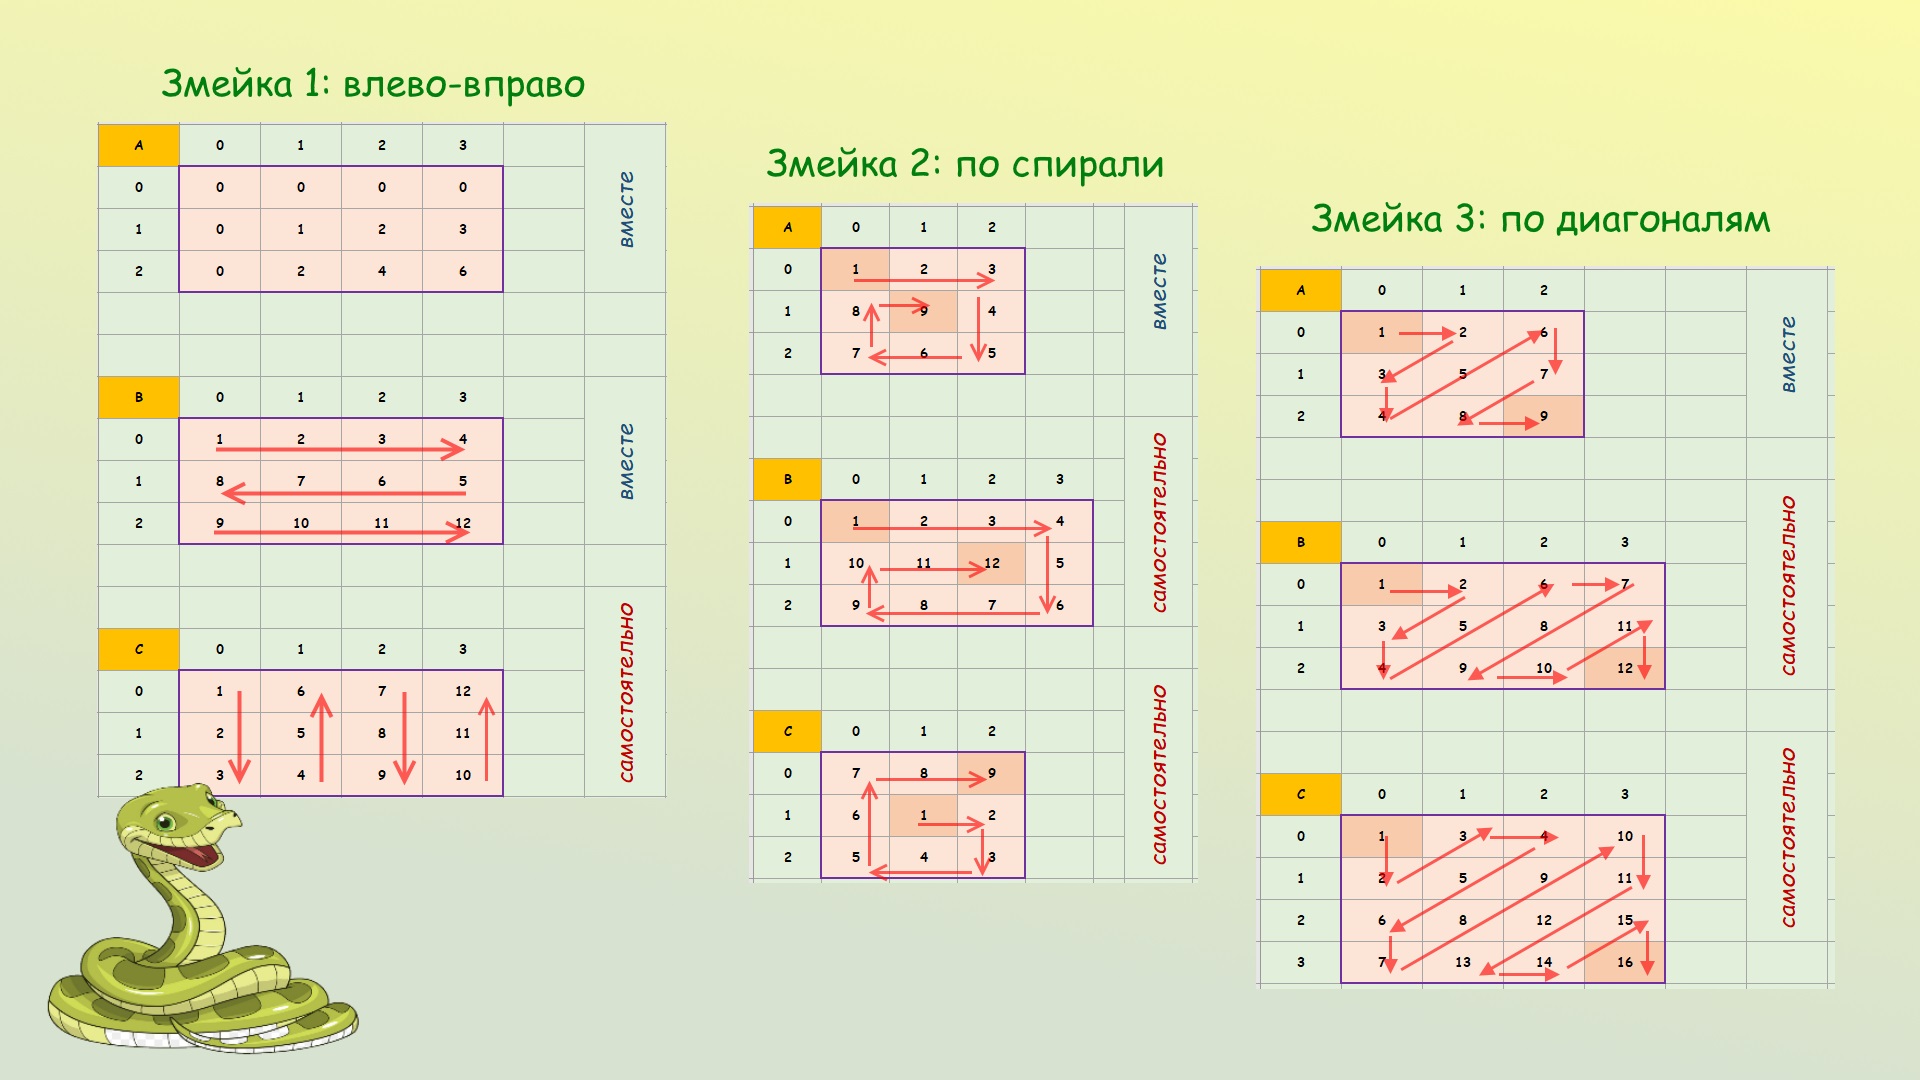 Змейка 1: влево-вправо
A 0 1 2 3
0 0 0 0 0
1 0 1 2 3
2 0 2 4 6
вместе
B 0 1 2 3
0 1 2 3 4
1 8 7 6 5
2 9 10 11 12
вместе
C 0 1 2 3
0 1 6 7 12
1 2 5 8 11
2 3 4 9 10
самостоятельно
Змейка 2: по спирали
A 0 1 2
0 1 2 3
1 8 9 4
2 7 6 5
вместе
B 0 1 2 3
0 1 2 3 4
1 10 11 12 5
2 9 8 7 6
самостоятельно
C 0 1 2
0 7 8 9
1 6 1 2
2 5 4 3
самостоятельно
Змейка 3: по диагоналям
A 0 1 2
0 1 2 6
1 3 5 7
2 4 8 9
вместе
B 0 1 2 3
0 1 2 6 7
1 3 5 8 11
2 4 9 10 12
самостоятельно
C 0 1 2 3
0 1 3 4 10
1 2 5 9 11
2 6 8 12 15
3 7 13 14 16
самостоятельно